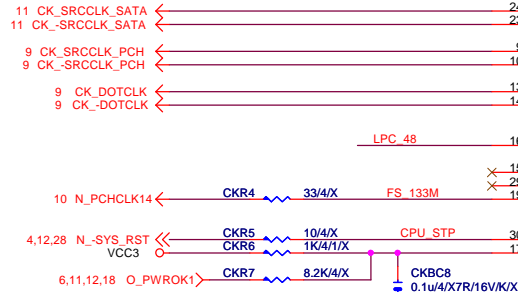 11 CK_SRCCLK_SATA
11 CK_-SRCCLK_SATA
9 CK_SRCCLK_PCH
9 CK_-SRCCLK_PCH
9 CK_DOTCLK
9 CK_-DOTCLK
LPC_48
10 N_PCHCLK14 CKR4 33/4/X FS_133M
4,12,28 N_-SYS_RST CKR5 10/4/X CPU_STP
VCC3 CKR6 1K/4/1/X
6,11,12,18 O_PWROK1 CKR7 8.2K/4/X
CKBC8
0.1u/4/X7R/16V/K/X